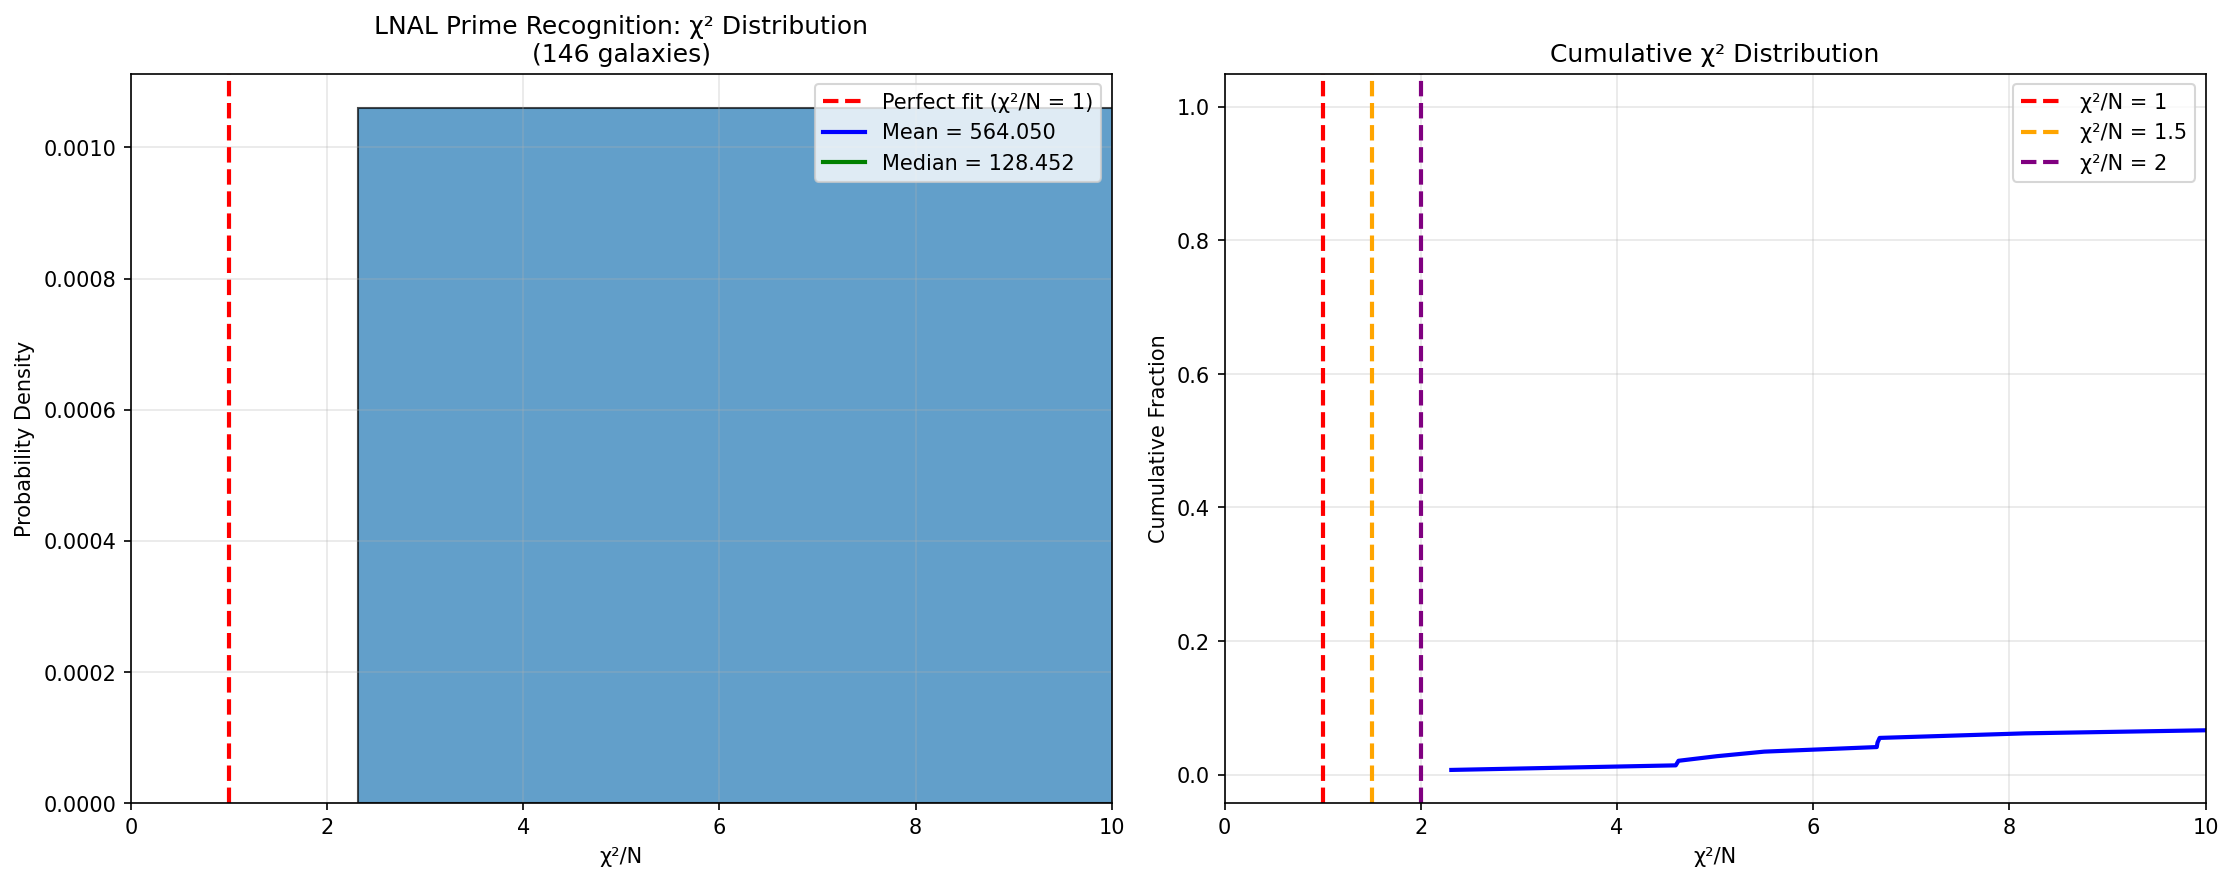 LNAL Prime Recognition: χ² Distribution
(146 galaxies)
Perfect fit (χ²/N = 1)
Mean = 564.050
Median = 128.452
Probability Density
0.0010
0.0008
0.0006
0.0004
0.0002
0.0000
0 2 4 6 8 10
χ²/N
Cumulative χ² Distribution
χ²/N = 1
χ²/N = 1.5
χ²/N = 2
Cumulative Fraction
1.0
0.8
0.6
0.4
0.2
0.0
0 2 4 6 8 10
χ²/N